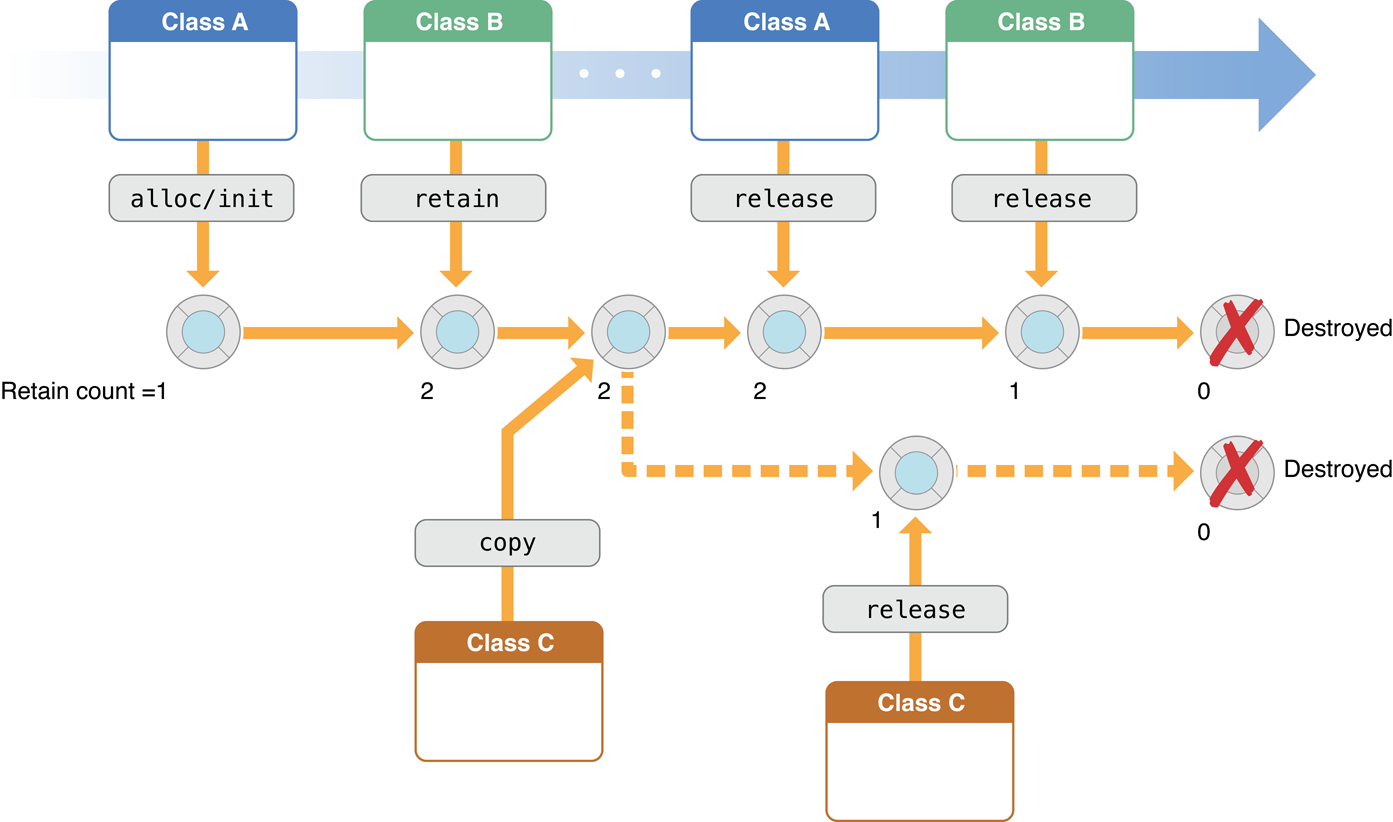 Class A
Class B
Class A
Class B
alloc/init
retain
release
release
Destroyed
Retain count =1
2
2
2
1
0
Destroyed
1
0
copy
release
Class C
Class C